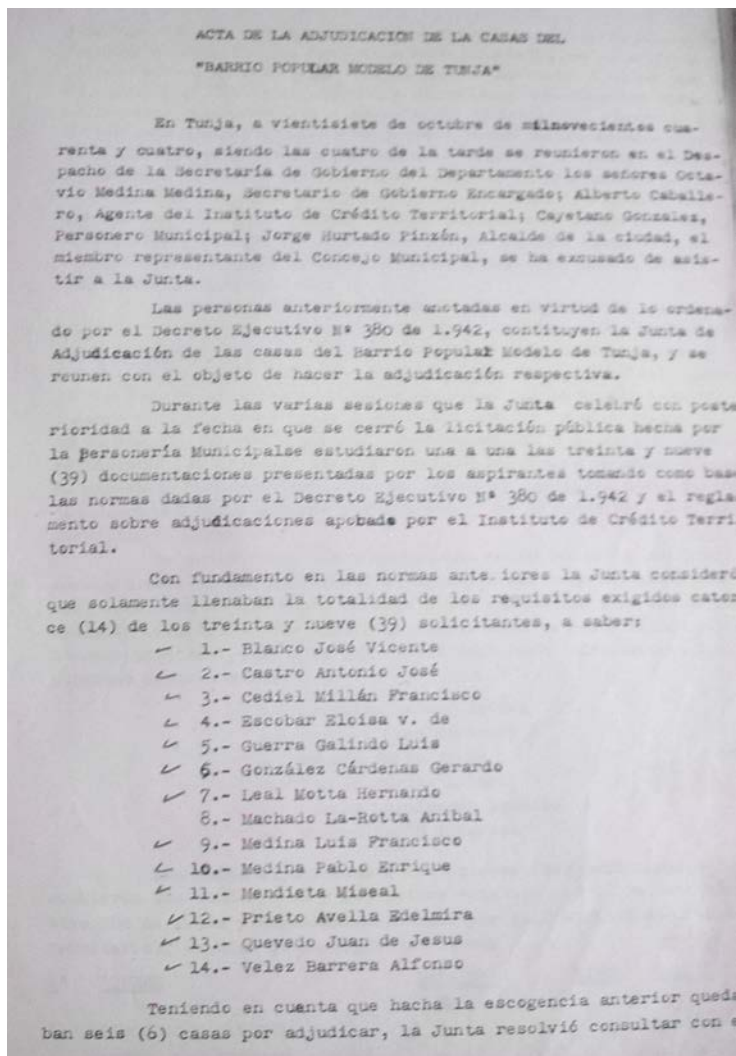 ACTA DE LA ADJUDICACION DE LA CASAS DEL
"BARRIO POPULAR MODELO DE TUNJA"
En Tunja, a vientisiete de octubre de milnovecientos cua-
renta y cuatro, siendo las cuatro de la tarde se reunieron en el Des-
pacho de la Secretaría de Gobierno del Departamento los señores Octa-
vio Medina Medina, Secretario de Gobierno Encargado; Alberto Caballe-
ro, Agente del Instituto de Crédito Territorial; Cayetano Gonzalez,
Personero Municipal; Jorge Hurtado Pinzón, Alcalde de la ciudad, el
miembro representante del Concejo Municipal, se ha excusado de asis-
tir a la Junta.
Las personas anteriormente anotadas en virtud de lo ordena-
do por el Decreto Ejecutivo Nº 380 de 1.942, contituyen la Junta de
Adjudicación de las casas del Barrio Popular Modelo de Tunja, y se
reunen con el objeto de hacer la adjudicación respectiva.
Durante las varias sesiones que la Junta celebró con poste
rioridad a la fecha en que se cerró la licitación pública hecha por
la Personería Municipalse estudiaron una a una las treinta y nueve
(39) documentaciones presentadas por los aspirantes tomando como base
las normas dadas por el Decreto Ejecutivo Nº 380 de 1.942 y el regla
mento sobre adjudicaciones apobado por el Instituto de Crédito Terri
torial.
Con fundamento en las normas ante iores la Junta consideró
que solamente llenaban la totalidad de los requisitos exigidos cator
ce (14) de los treinta y nueve (39) solicitantes, a saber:
1.- Blanco José Vicente
2.- Castro Antonio José
3.- Cediel Millán Francisco
4.- Escobar Eloisa v. de
5.- Guerra Galindo Luis
6.- González Cárdenas Gerardo
7.- Leal Motta Hernando
8.- Machado La-Rotta Anibal
9.- Medina Luis Francisco
10.- Medina Pablo Enrique
11.- Mendieta Miseal
12.- Prieto Avella Edelmira
13.- Quevedo Juan de Jesus
14.- Velez Barrera Alfonso
Teniendo en cuanta que hacha la escogencia anterior queda
ban seis (6) casas por adjudicar, la Junta resolvió consultar con e